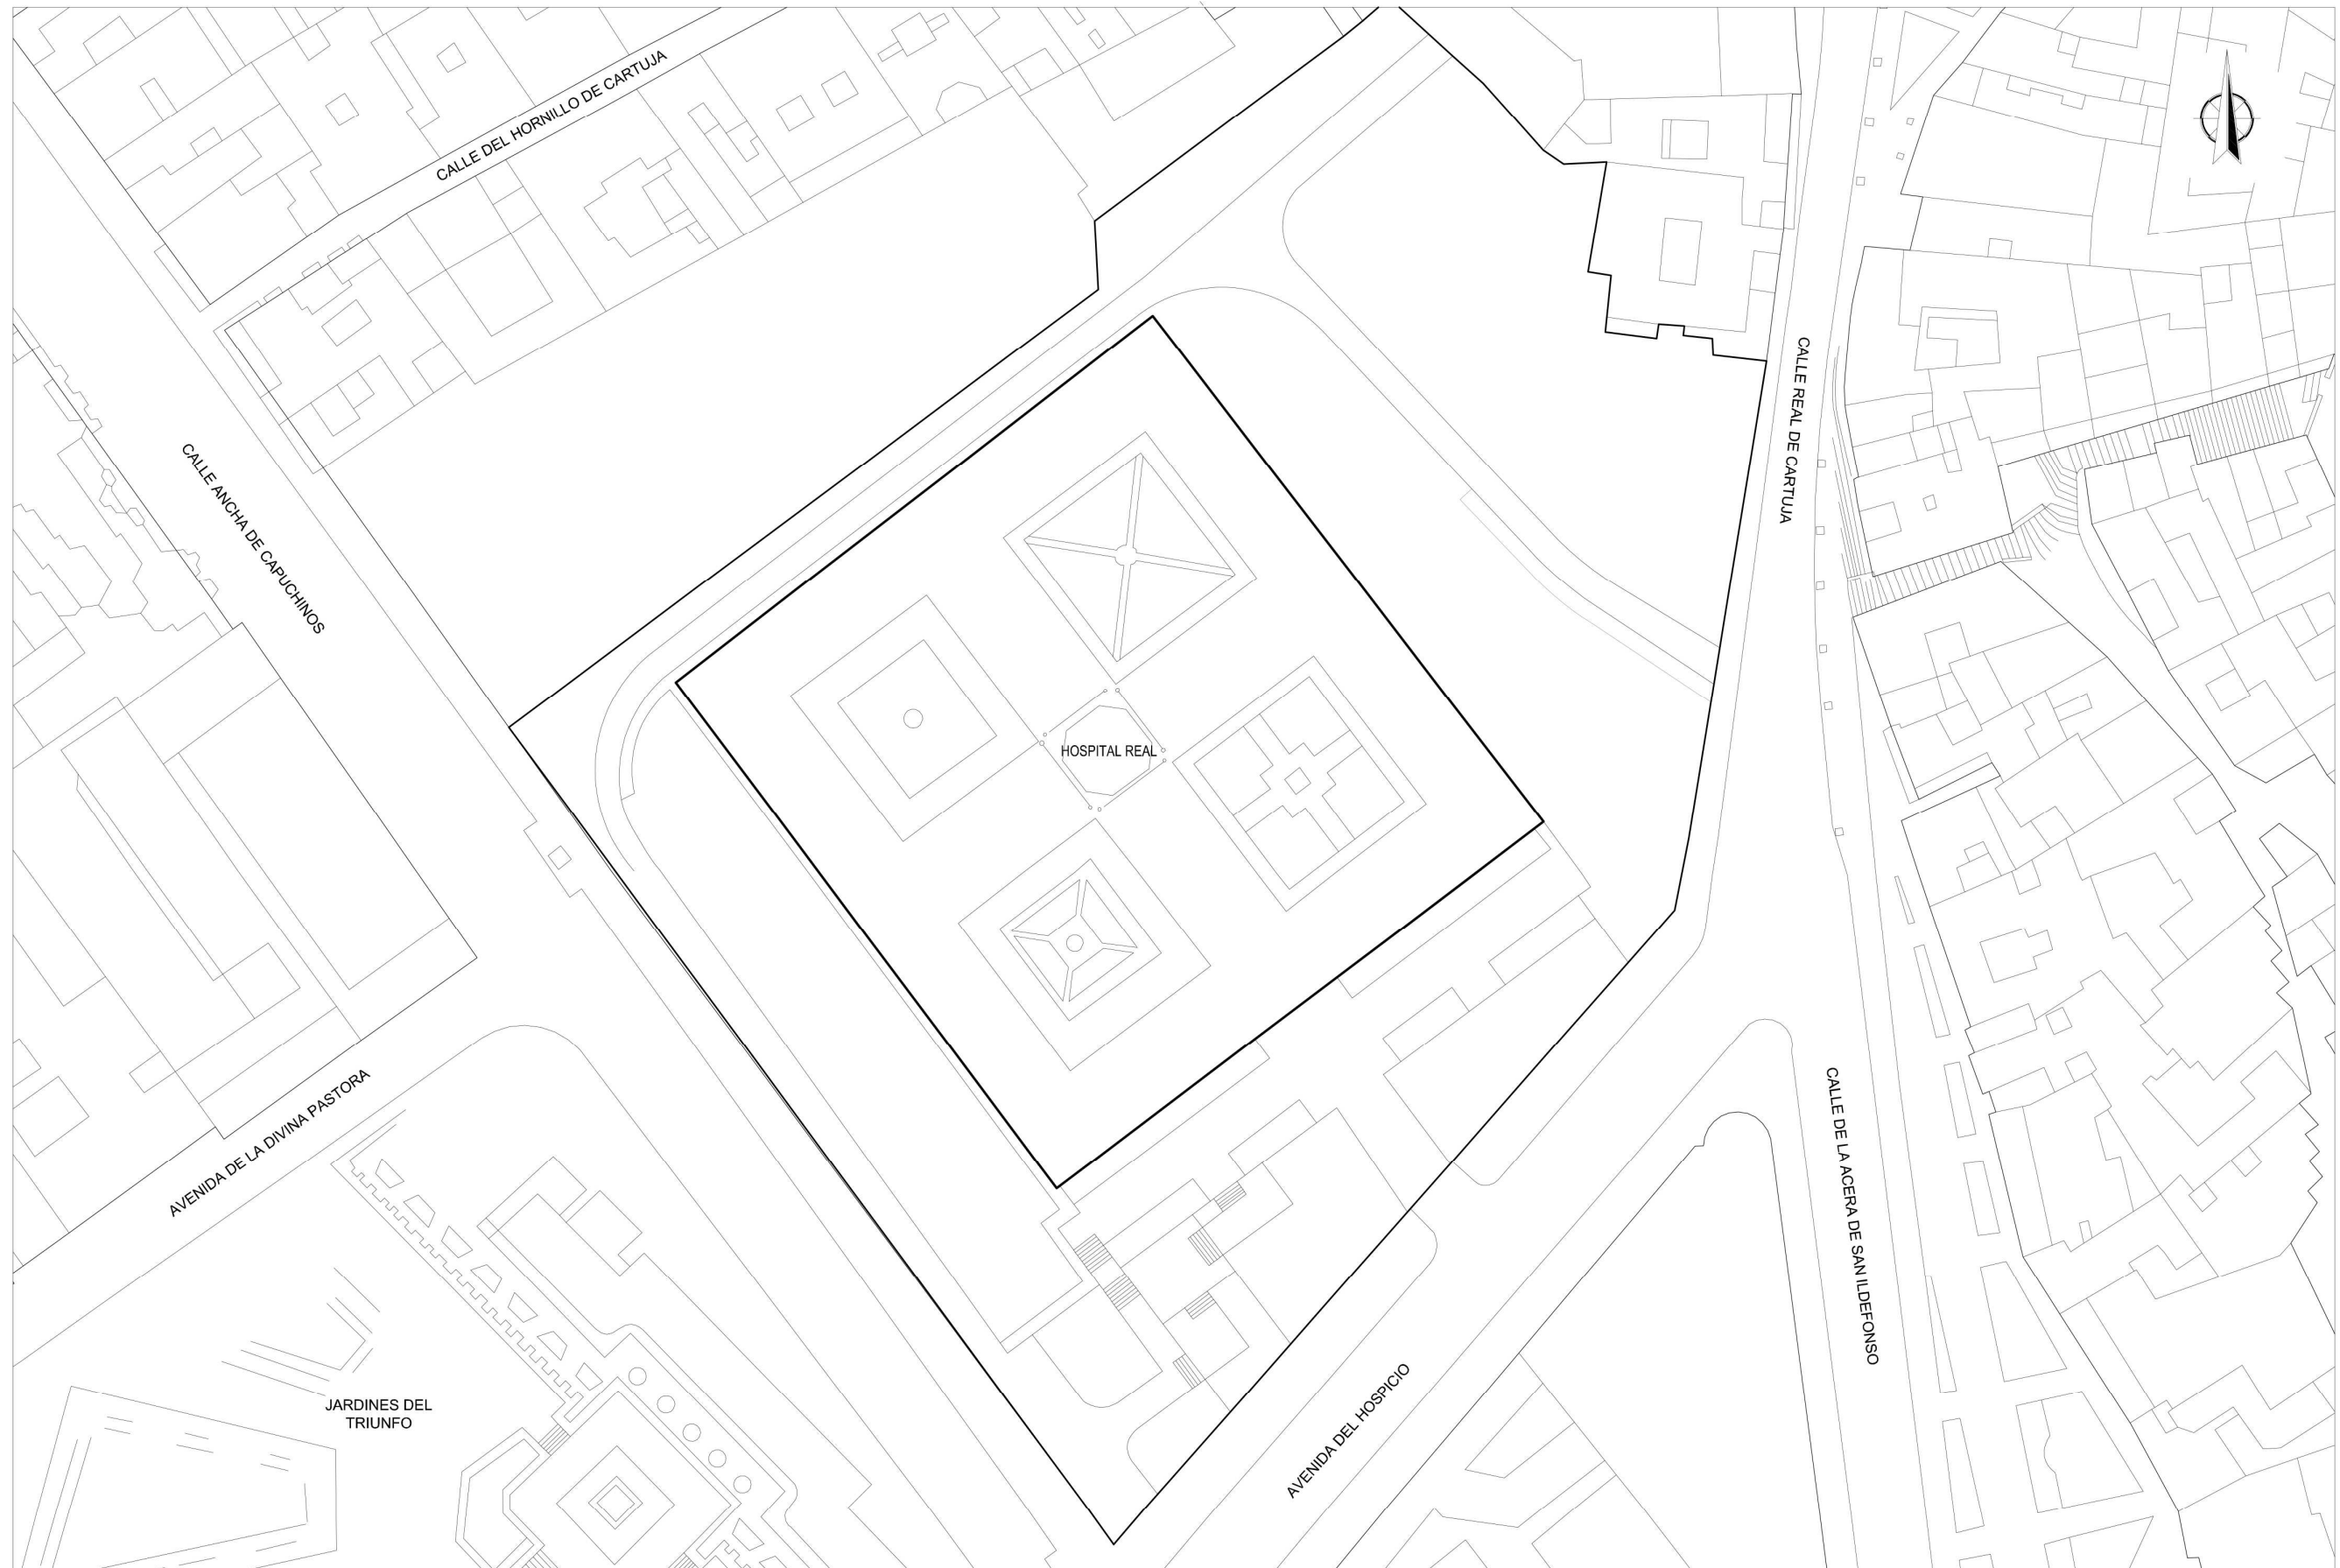 CALLE DEL HORNILLO DE CARTUJA
CALLE REAL DE CARTUJA
CALLE ANCHA DE CAPUCHINOS
HOSPITAL REAL
AVENIDA DE LA DIVINA PASTORA
CALLE DE LA ACERA DE SAN ILDEFONSO
JARDINES DEL
TRIUNFO
AVENIDA DEL HOSPICIO